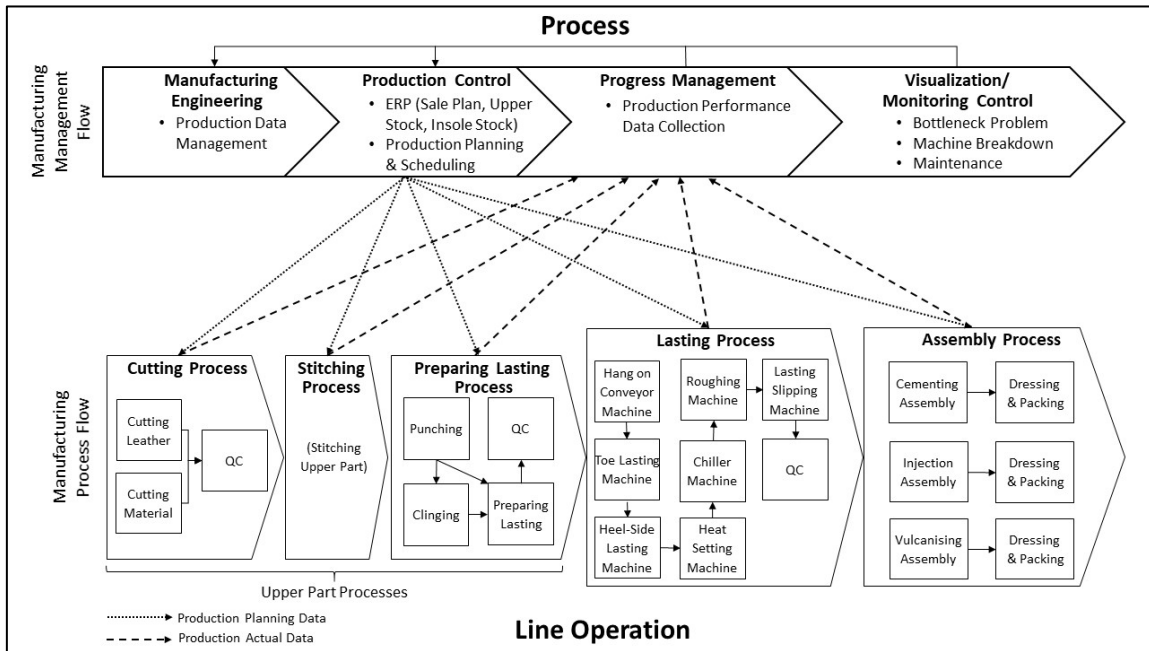 Process
Manufacturing
Management
Flow
Manufacturing
Engineering
• Production Data
Management
Production Control
• ERP (Sale Plan, Upper
Stock, Insole Stock)
• Production Planning
& Scheduling
Progress Management
• Production Performance
Data Collection
Visualization/
Monitoring Control
• Bottleneck Problem
• Machine Breakdown
• Maintenance
Manufacturing
Process Flow
Cutting Process
Cutting
Leather
Cutting
Material
QC
Stitching
Process
(Stitching
Upper Part)
Preparing Lasting
Process
Punching
QC
Clinging
Preparing
Lasting
Lasting Process
Hang on
Conveyor
Machine
Toe Lasting
Machine
Heel-Side
Lasting
Machine
Heat
Setting
Machine
Chiller
Machine
Roughing
Machine
Lasting
Slipping
Machine
QC
Assembly Process
Cementing
Assembly
Dressing
& Packing
Injection
Assembly
Dressing
& Packing
Vulcanising
Assembly
Dressing
& Packing
Upper Part Processes
Production Planning Data
Production Actual Data
Line Operation